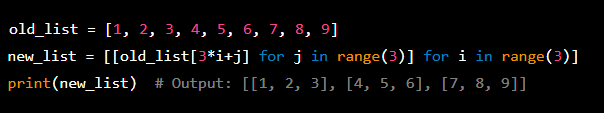 old_list = [1, 2, 3, 4, 5, 6, 7, 8, 9]
new_list = [[old_list[3*i+j] for j in range(3)] for i in range(3)]
print(new_list)  # Output: [[1, 2, 3], [4, 5, 6], [7, 8, 9]]